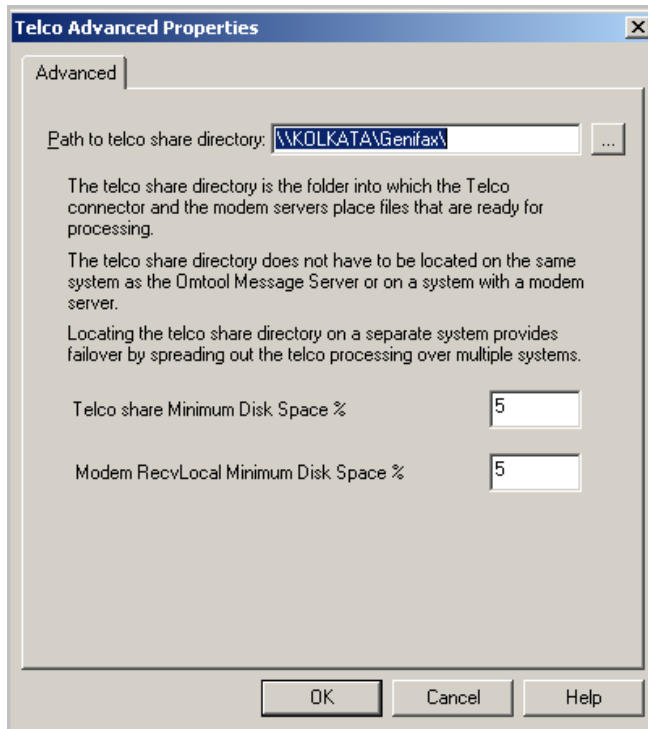 Telco Advanced Properties
Advanced
Path to telco share directory: \\KOLKATA\Genifax\ ...
The telco share directory is the folder into which the Telco
connector and the modem servers place files that are ready for
processing.
The telco share directory does not have to be located on the same
system as the Omtool Message Server or on a system with a modem
server.
Locating the telco share directory on a separate system provides
failover by spreading out the telco processing over multiple systems.
Telco share Minimum Disk Space % 5
Modem RecvLocal Minimum Disk Space % 5
OK Cancel Help